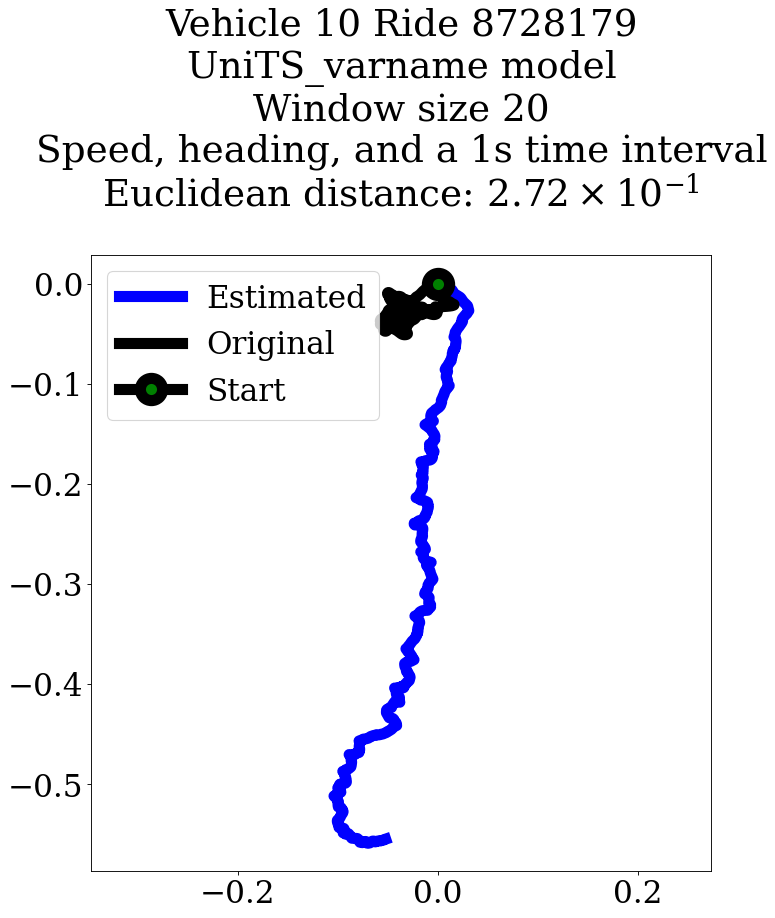 Vehicle 10 Ride 8728179
UniTS_varname model
Window size 20
Speed, heading, and a 1s time interval
Euclidean distance: 2.72 × 10⁻¹
Estimated
Original
Start
0.0
−0.1
−0.2
−0.3
−0.4
−0.5
−0.2 0.0 0.2